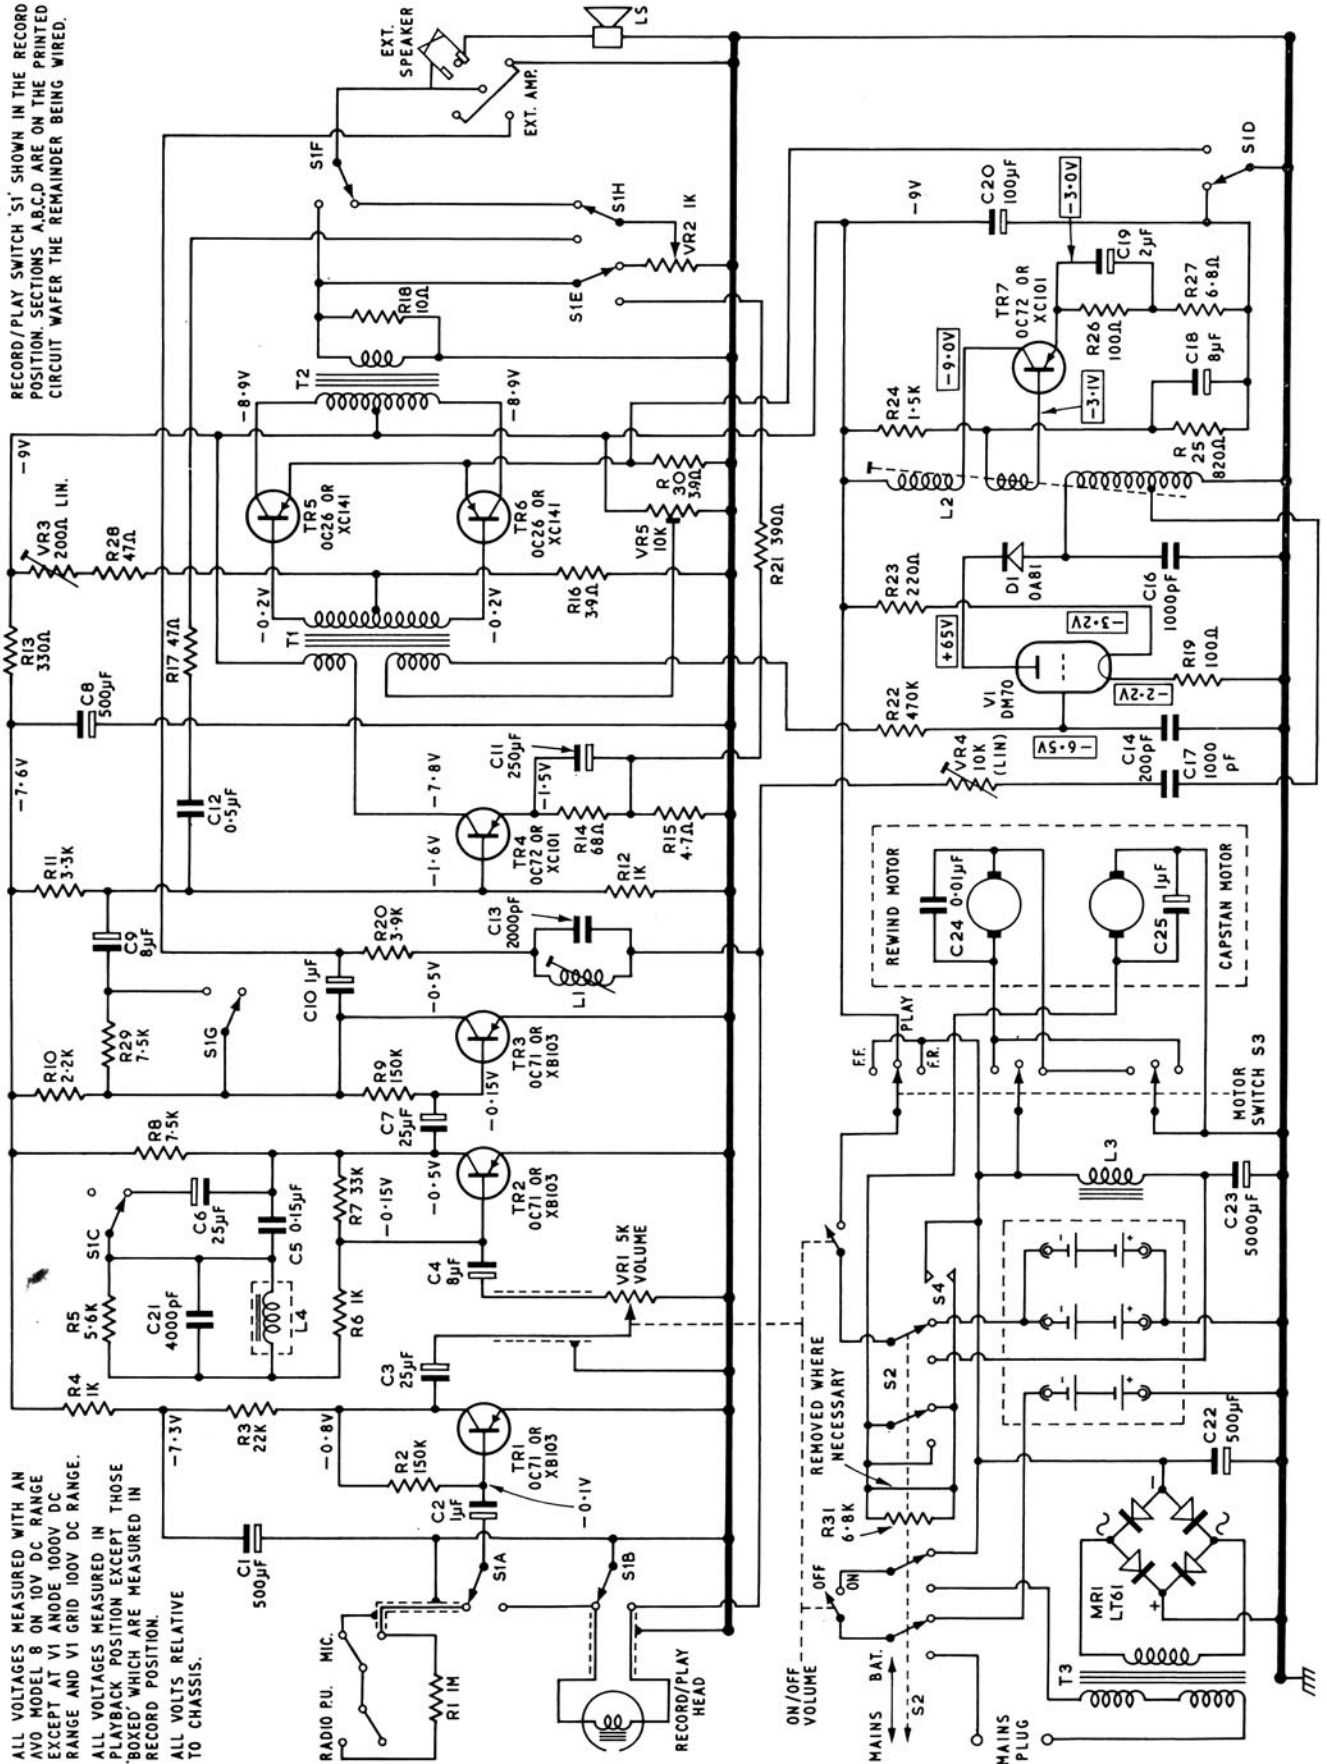 ALL VOLTAGES MEASURED WITH AN
AVO MODEL 8 ON 10V DC RANGE
EXCEPT AT V1 ANODE 1000V DC
RANGE AND V1 GRID 100V DC RANGE.
ALL VOLTAGES MEASURED IN
PLAYBACK POSITION EXCEPT THOSE
'BOXED' WHICH ARE MEASURED IN
RECORD POSITION.
ALL VOLTS RELATIVE
TO CHASSIS.
RECORD/PLAY SWITCH 'S1' SHOWN IN THE RECORD
POSITION. SECTIONS A,B,C,D ARE ON THE PRINTED
CIRCUIT WAFER THE REMAINDER BEING WIRED.
RADIO P.U.
MIC.
R1 1M
RECORD/PLAY
HEAD
S1A
S1B
C1
500µF
C2
1µF
-0·1V
R2
150K
TR1
OC71 OR
XB103
-0·8V
R3
22K
-7·3V
R4
1K
C3
25µF
R5
5·6K
C21
4000pF
L4
R6 1K
S1C
C6
25µF
C5 0·15µF
R7 33K
-0·15V
C4
8µF
VR1 5K
VOLUME
R8
7·5K
-0·5V
TR2
OC71 OR
XB103
C7
25µF
-0·15V
R9
150K
R10
2·2K
R29
7·5K
S1G
TR3
OC71 OR
XB103
-0·5V
C10 1µF
C9
8µF
R20
3·9K
C13
2000pF
L1
R11
3·3K
-7·6V
C12
0·5µF
-1·6V
-7·8V
TR4
OC72 OR
XC101
R12
1K
-1·5V
C11
250µF
R14
68Ω
R15
4·7Ω
C8
500µF
R13
330Ω
R17 47Ω
VR3
200Ω LIN.
R28
47Ω
-9V
T1
-0·2V
-0·2V
TR5
OC26 OR
XC141
TR6
OC26 OR
XC141
R16
3·9Ω
VR5
10K
R
30
·39Ω
R21 390Ω
-8·9V
-8·9V
T2
R18
10Ω
S1E
S1H
VR2 1K
S1F
EXT.
SPEAKER
EXT. AMP.
LS
ON/OFF
VOLUME
MAINS
BAT.
S2
MAINS
PLUG
T3
OFF
ON
MR1
LT61
R31
6·8K
REMOVED WHERE
NECESSARY
S2
S4
C22
500µF
L3
C23
5000µF
MOTOR
SWITCH S3
F.F.
PLAY
F.R.
REWIND MOTOR
C24 0·01µF
C25 1µF
CAPSTAN MOTOR
VR4
10K
(LIN)
C17
1000
pF
C14
200pF
R22
470K
-6·5V
V1
DM70
+65V
-3·2V
-2·2V
R19
100Ω
R23
220Ω
D1
OA81
C16
1000pF
L2
R24
1·5K
-9·0V
TR7
OC72 OR
XC101
-3·1V
-3·0V
R
25
820Ω
C18
8µF
R26
100Ω
C19
2µF
R27
6·8Ω
-9V
C20
100µF
S1D